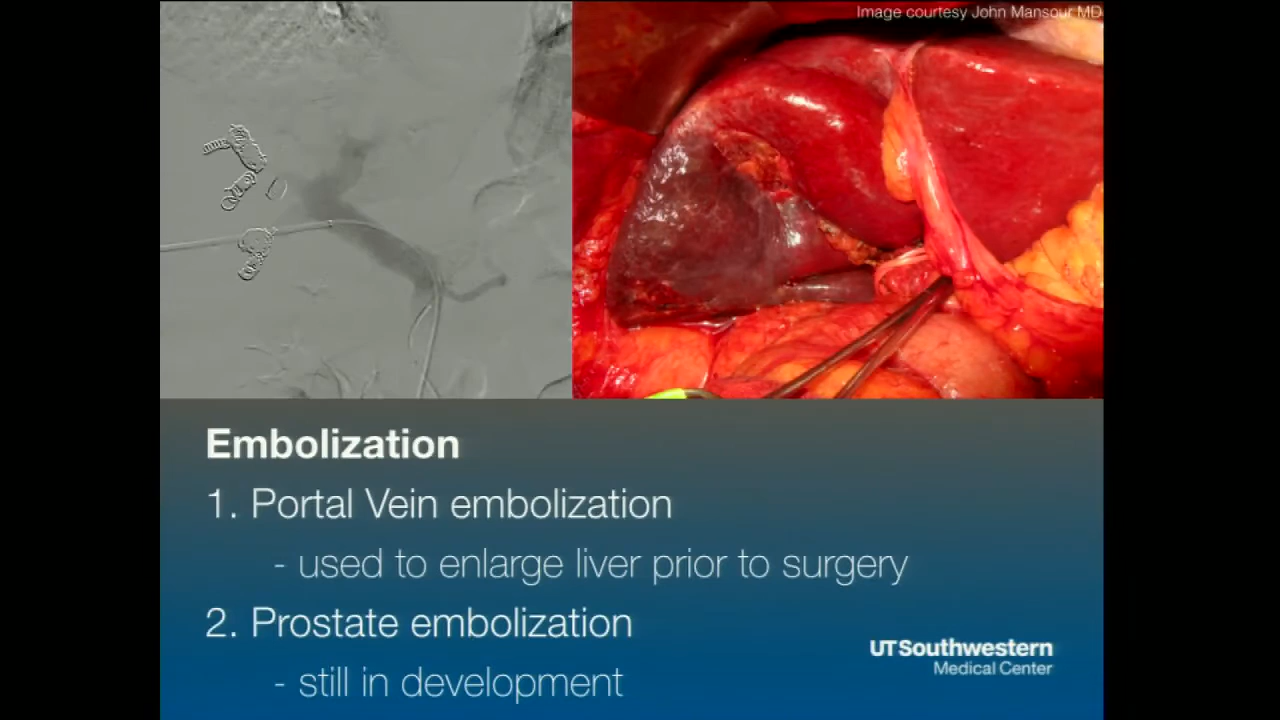 Image courtesy John Mansour MD
Embolization
1. Portal Vein embolization
- used to enlarge liver prior to surgery
2. Prostate embolization
- still in development
UTSouthwestern
Medical Center